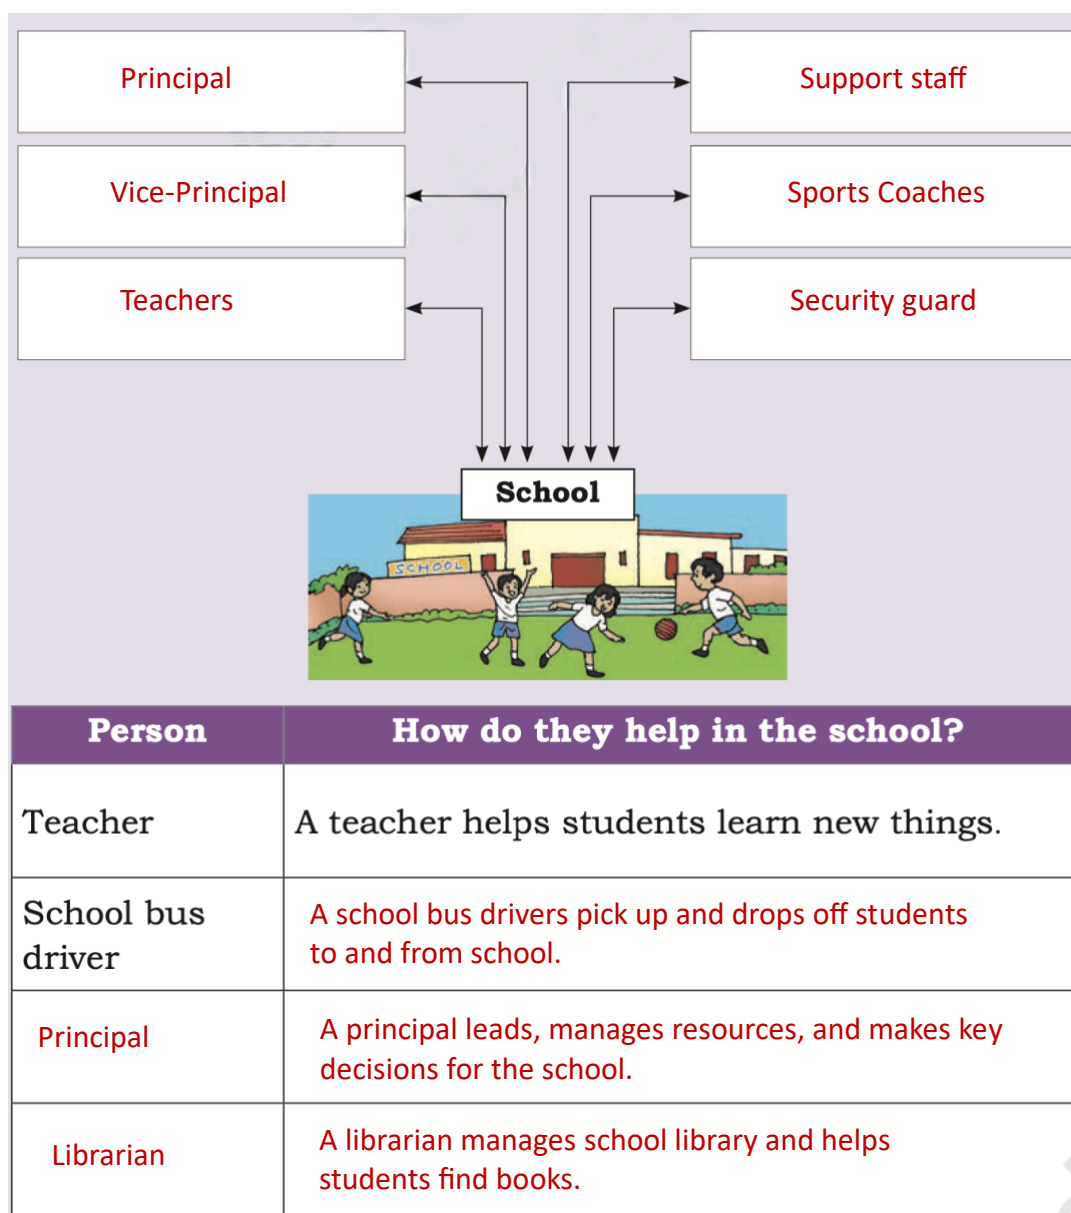 Principal
Support staff
Vice-Principal
Sports Coaches
Teachers
Security guard
School
SCHOOL
Person
How do they help in the school?
Teacher
A teacher helps students learn new things.
School bus
driver
A school bus drivers pick up and drops off students
to and from school.
Principal
A principal leads, manages resources, and makes key
decisions for the school.
Librarian
A librarian manages school library and helps
students find books.